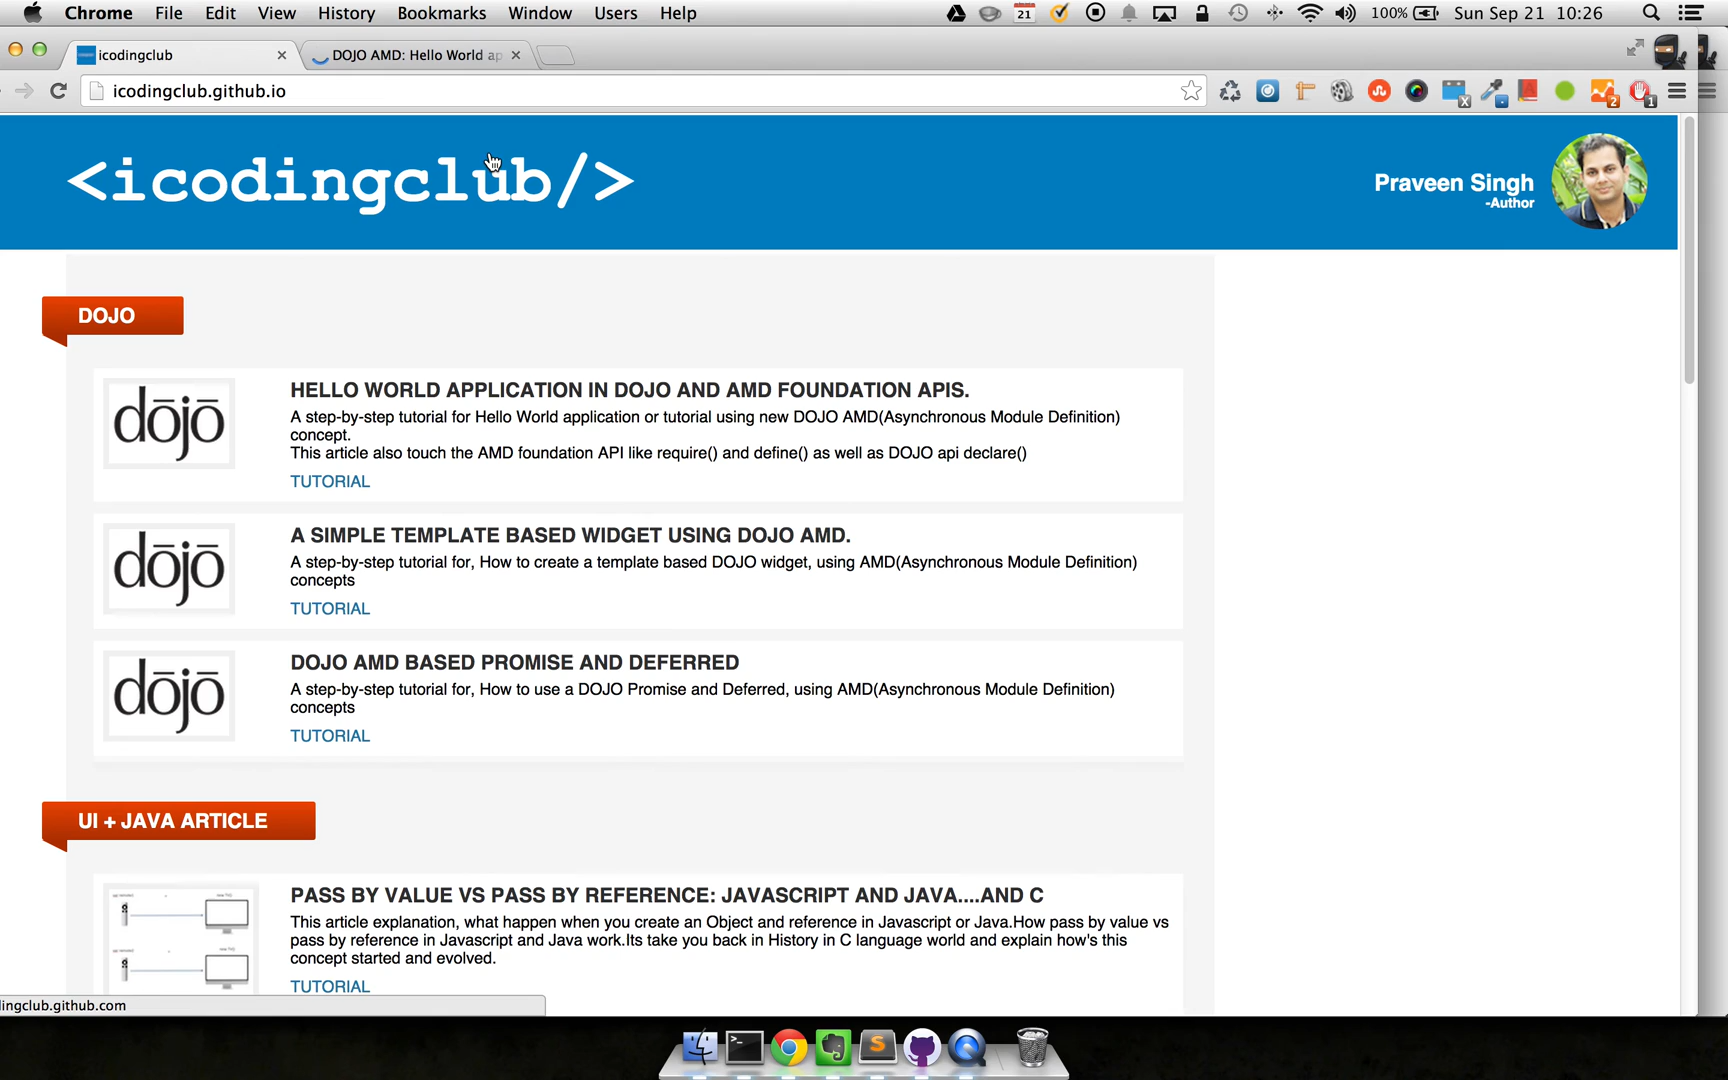 Chrome File Edit View History Bookmarks Window Users Help 21 100% Sun Sep 21 10:26
icodingclub DOJO AMD: Hello World ap
icodingclub.github.io X 2 1
<icodingclub/>
Praveen Singh
-Author
DOJO
dōjō
HELLO WORLD APPLICATION IN DOJO AND AMD FOUNDATION APIS.
A step-by-step tutorial for Hello World application or tutorial using new DOJO AMD(Asynchronous Module Definition)
concept.
This article also touch the AMD foundation API like require() and define() as well as DOJO api declare()
TUTORIAL
dōjō
A SIMPLE TEMPLATE BASED WIDGET USING DOJO AMD.
A step-by-step tutorial for, How to create a template based DOJO widget, using AMD(Asynchronous Module Definition)
concepts
TUTORIAL
dōjō
DOJO AMD BASED PROMISE AND DEFERRED
A step-by-step tutorial for, How to use a DOJO Promise and Deferred, using AMD(Asynchronous Module Definition)
concepts
TUTORIAL
UI + JAVA ARTICLE
PASS BY VALUE VS PASS BY REFERENCE: JAVASCRIPT AND JAVA....AND C
This article explanation, what happen when you create an Object and reference in Javascript or Java.How pass by value vs
pass by reference in Javascript and Java work.Its take you back in History in C language world and explain how's this
concept started and evolved.
TUTORIAL
dingclub.github.com